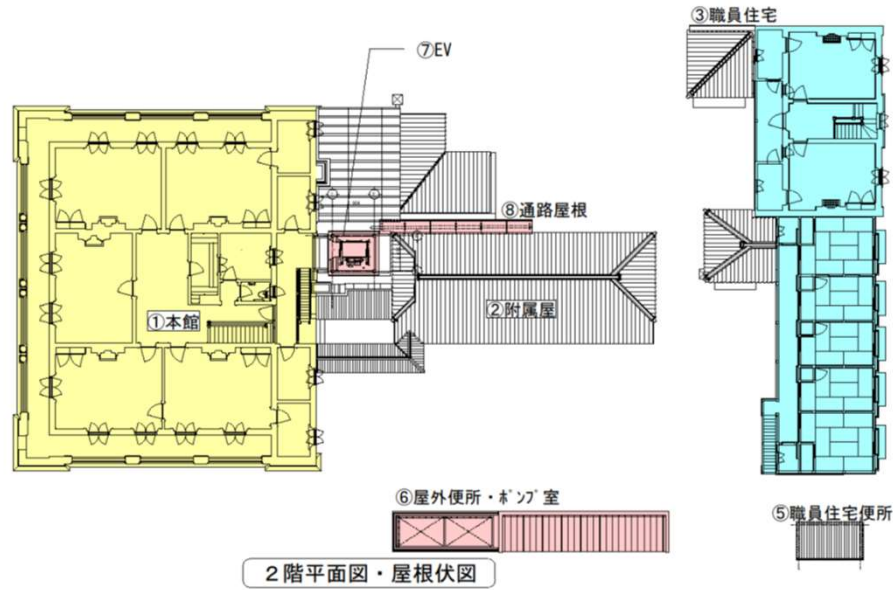 ③職員住宅
⑦EV
⑧通路屋根
①本館
②附属屋
⑥屋外便所・ポンプ室
⑤職員住宅便所
2階平面図・屋根伏図